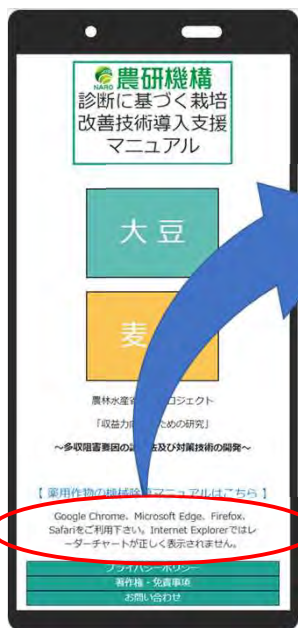 NARO 農研機構
診断に基づく栽培
改善技術導入支援
マニュアル
大豆
麦
農林水産省
ロジェクト
「収益力向
ための研究」
~多収阻害要因の診
法及び対策技術の開発~
【 薬用作物の機械除草マニュアルはこちら 】
Google Chrome、Microsoft Edge、Firefox、
Safariをご利用下さい。Internet Explorerではレ
ーダーチャートが正しく表示されません。
プライバシーポリシー
著作権・免責事項
お問い合わせ